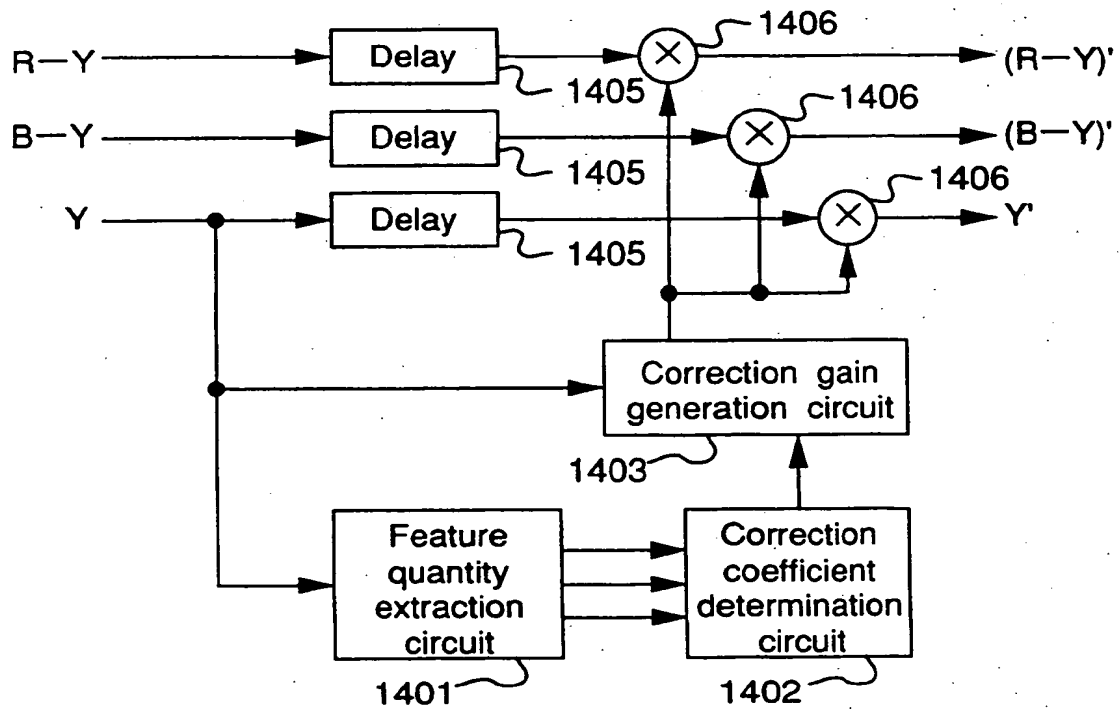 R—Y
Delay
1405
×
1406
(R—Y)'
B—Y
Delay
1405
×
1406
(B—Y)'
Y
Delay
1405
×
1406
Y'
Correction gain
generation circuit
1403
Feature
quantity
extraction
circuit
1401
Correction
coefficient
determination
circuit
1402